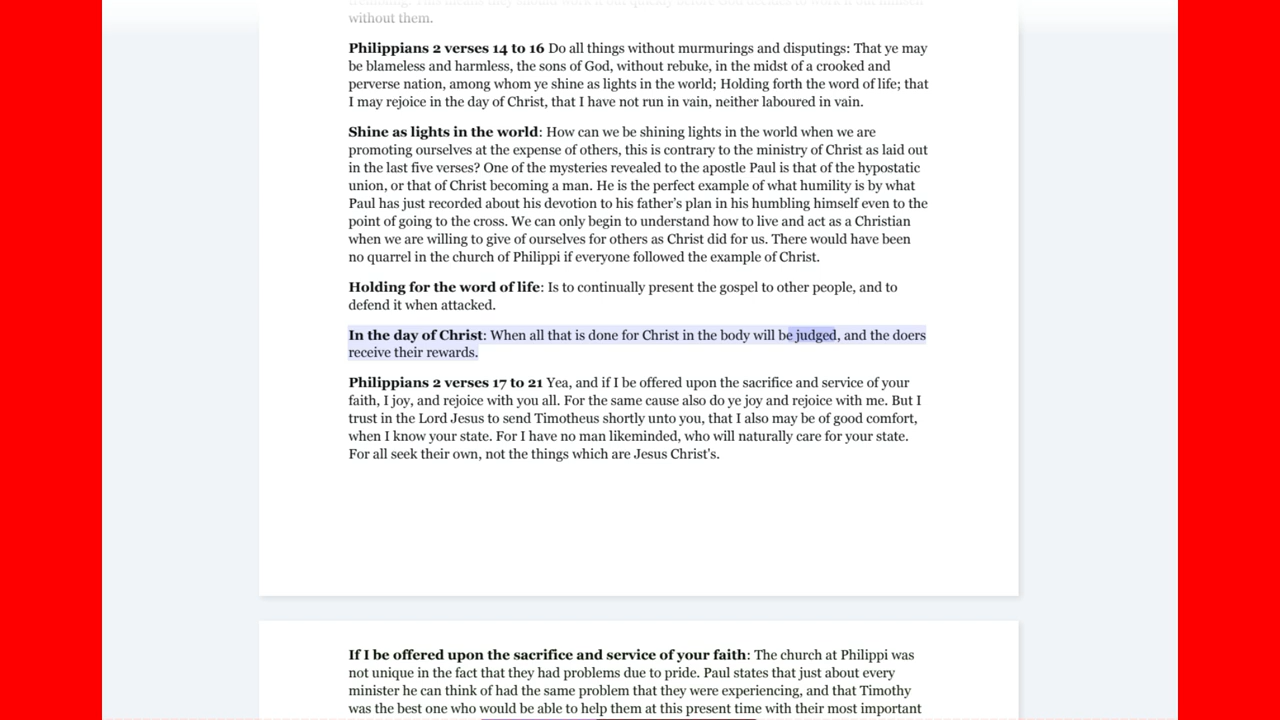 without them.
Philippians 2 verses 14 to 16 Do all things without murmurings and disputings: That ye may
be blameless and harmless, the sons of God, without rebuke, in the midst of a crooked and
perverse nation, among whom ye shine as lights in the world; Holding forth the word of life; that
I may rejoice in the day of Christ, that I have not run in vain, neither laboured in vain.
Shine as lights in the world: How can we be shining lights in the world when we are
promoting ourselves at the expense of others, this is contrary to the ministry of Christ as laid out
in the last five verses? One of the mysteries revealed to the apostle Paul is that of the hypostatic
union, or that of Christ becoming a man. He is the perfect example of what humility is by what
Paul has just recorded about his devotion to his father's plan in his humbling himself even to the
point of going to the cross. We can only begin to understand how to live and act as a Christian
when we are willing to give of ourselves for others as Christ did for us. There would have been
no quarrel in the church of Philippi if everyone followed the example of Christ.
Holding for the word of life: Is to continually present the gospel to other people, and to
defend it when attacked.
In the day of Christ: When all that is done for Christ in the body will be judged, and the doers
receive their rewards.
Philippians 2 verses 17 to 21 Yea, and if I be offered upon the sacrifice and service of your
faith, I joy, and rejoice with you all. For the same cause also do ye joy and rejoice with me. But I
trust in the Lord Jesus to send Timotheus shortly unto you, that I also may be of good comfort,
when I know your state. For I have no man likeminded, who will naturally care for your state.
For all seek their own, not the things which are Jesus Christ's.
If I be offered upon the sacrifice and service of your faith: The church at Philippi was
not unique in the fact that they had problems due to pride. Paul states that just about every
minister he can think of had the same problem that they were experiencing, and that Timothy
was the best one who would be able to help them at this present time with their most important